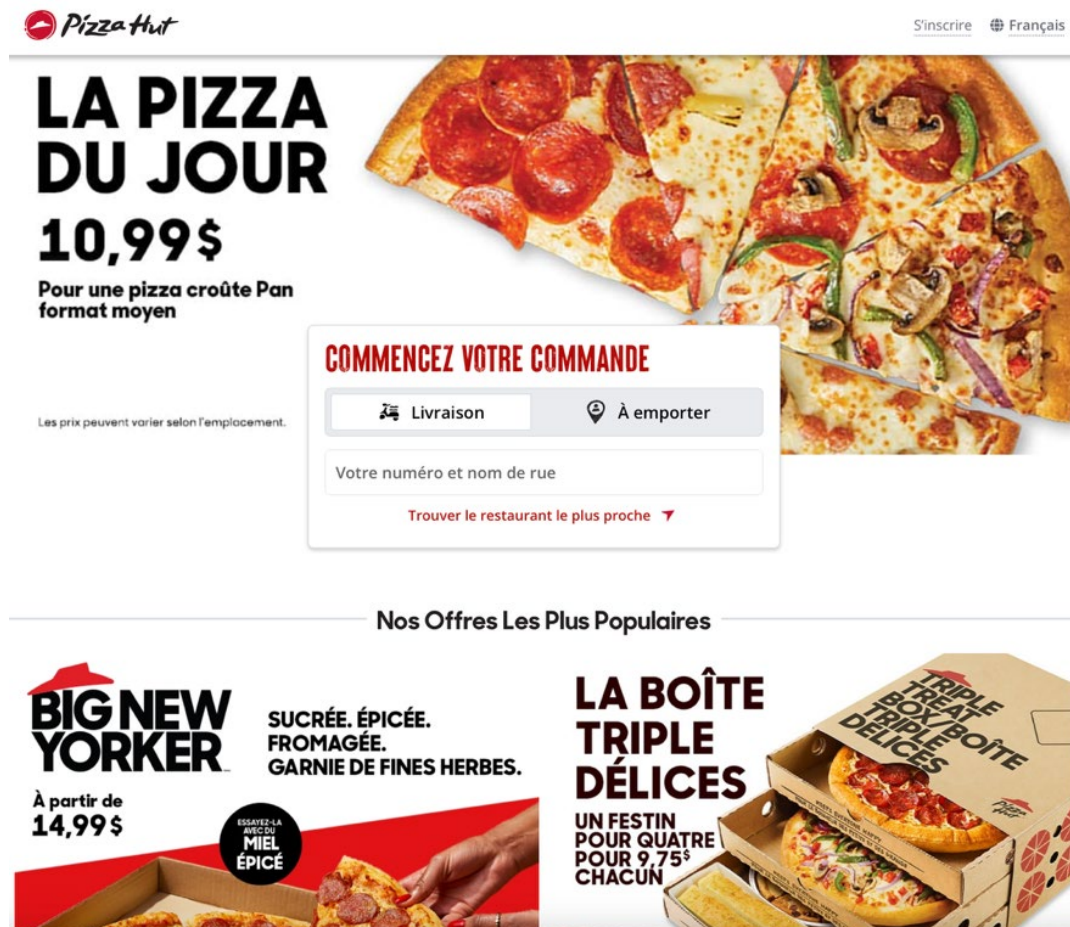 Pizza Hut
S'inscrire
Français
LA PIZZA
DU JOUR
10,99$
Pour une pizza croûte Pan
format moyen
Les prix peuvent varier selon l'emplacement.
COMMENCEZ VOTRE COMMANDE
Livraison
À emporter
Votre numéro et nom de rue
Trouver le restaurant le plus proche
Nos Offres Les Plus Populaires
BIG NEW
YORKER
SUCRÉE. ÉPICÉE.
FROMAGÉE.
GARNIE DE FINES HERBES.
À partir de
14,99$
ESSAYEZ-LA
AVEC DU
MIEL
ÉPICÉ
LA BOÎTE
TRIPLE
DÉLICES
UN FESTIN
POUR QUATRE
POUR 9,75$
CHACUN
TRIPLE
TREAT
BOX/BOÎTE
TRIPLE
DÉLICES
Pizza
Hut